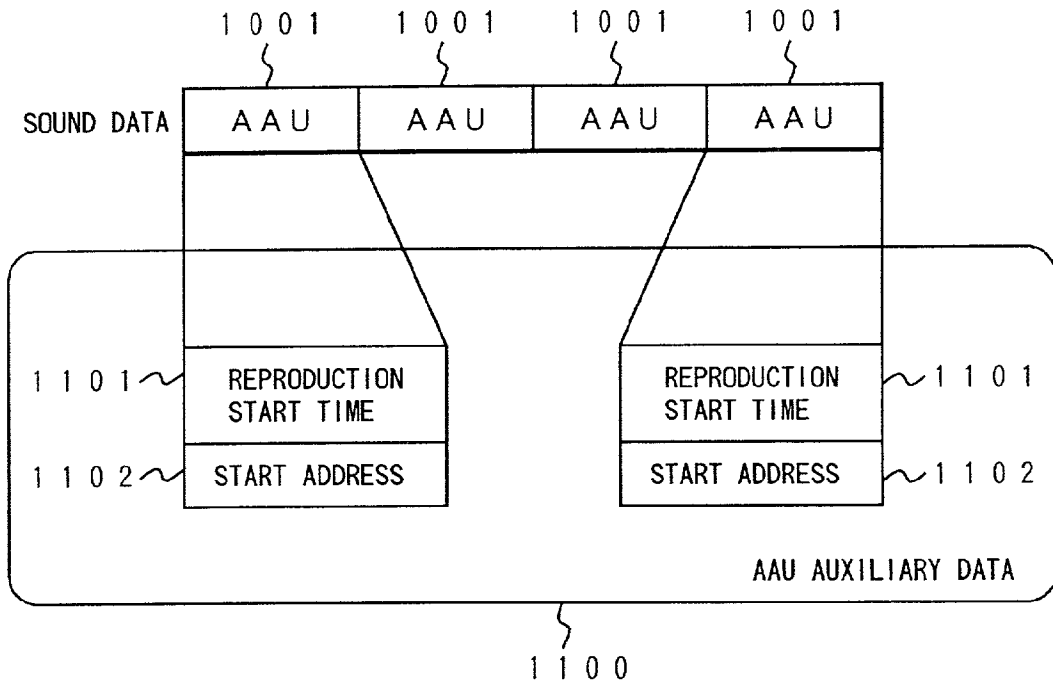 1001 1001 1001 1001
SOUND DATA AAU AAU AAU AAU
1101 REPRODUCTION START TIME REPRODUCTION START TIME 1101
1102 START ADDRESS START ADDRESS 1102
AAU AUXILIARY DATA
1100